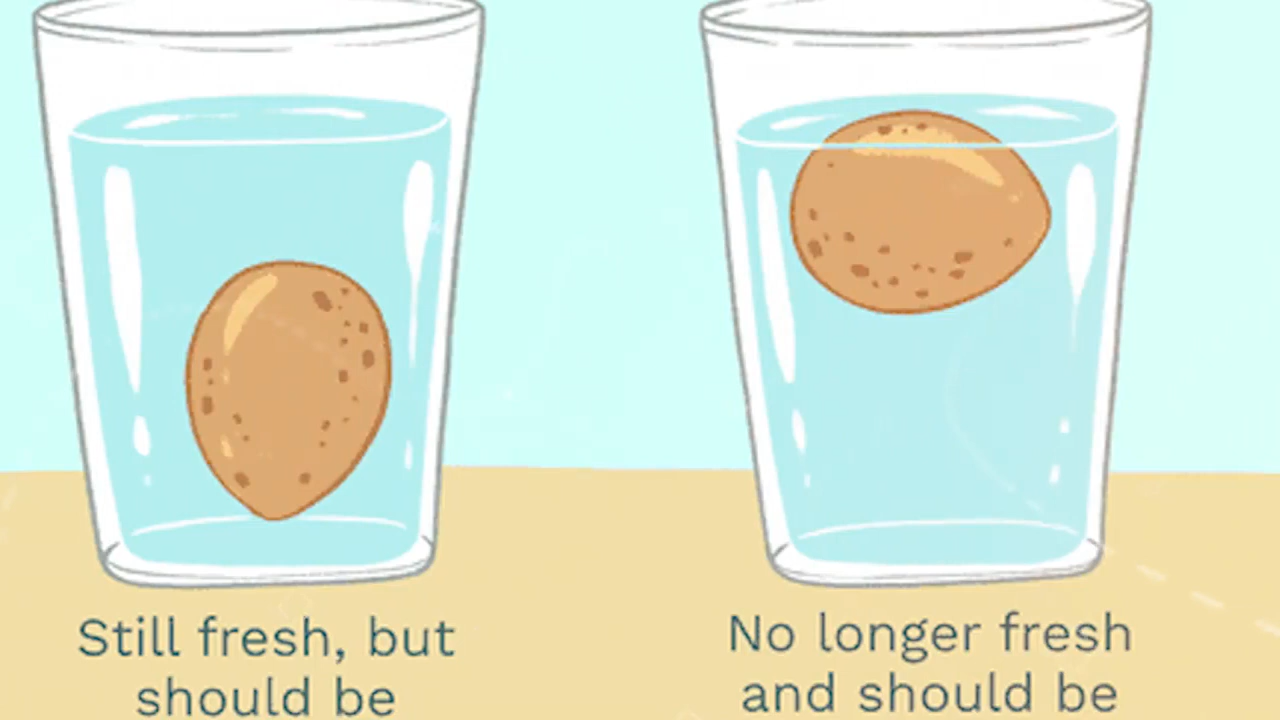 Still fresh, but
should be
No longer fresh
and should be